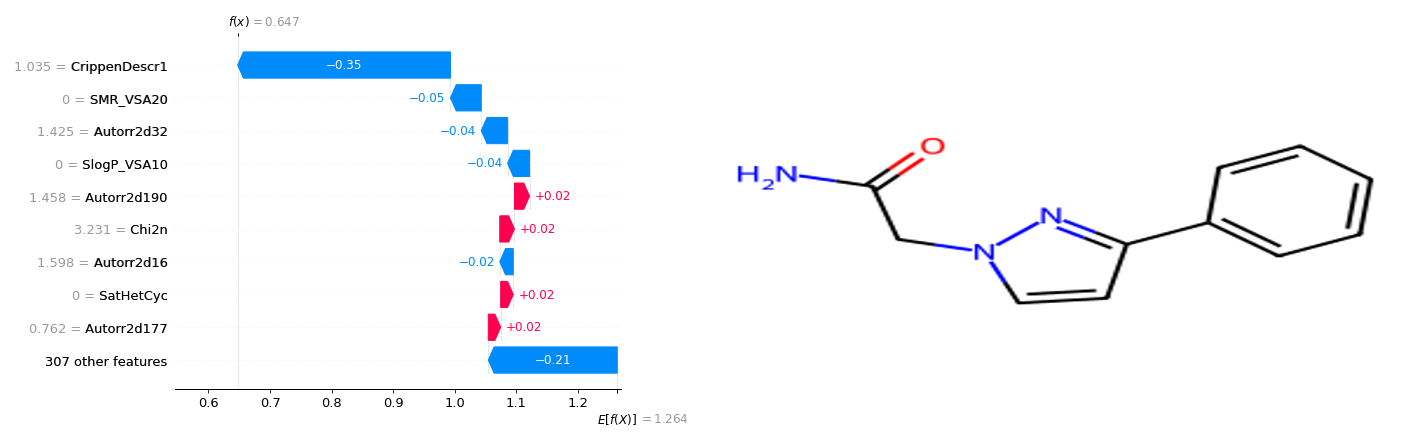 f(x) = 0.647
1.035 = CrippenDescr1 −0.35
0 = SMR_VSA20 −0.05
1.425 = Autorr2d32 −0.04
0 = SlogP_VSA10 −0.04
1.458 = Autorr2d190 +0.02
3.231 = Chi2n +0.02
1.598 = Autorr2d16 −0.02
0 = SatHetCyc +0.02
0.762 = Autorr2d177 +0.02
307 other features −0.21
0.6 0.7 0.8 0.9 1.0 1.1 1.2
E[f(X)] = 1.264
O
H₂N
N
N